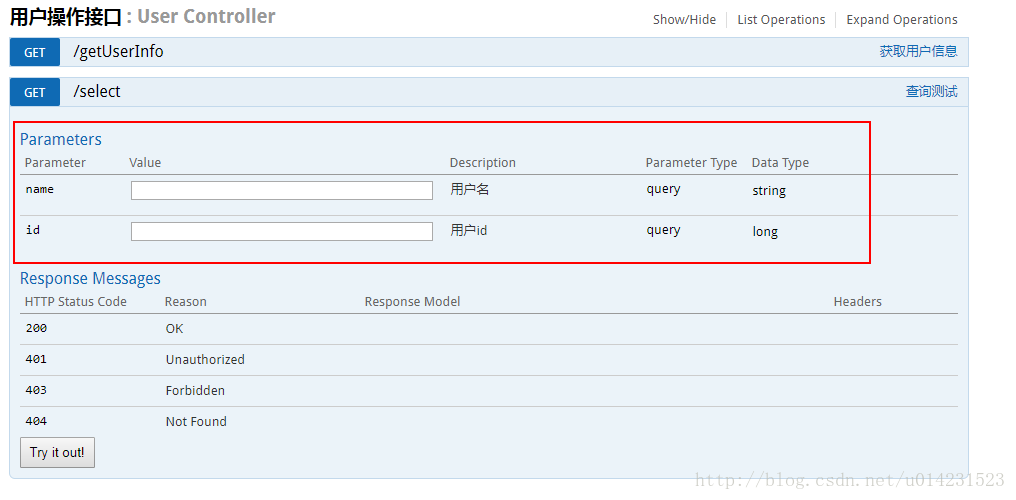 用户操作接口 : User Controller
Show/Hide List Operations Expand Operations
GET /getUserInfo 获取用户信息
GET /select 查询测试
Parameters
Parameter Value Description Parameter Type Data Type
name 用户名 query string
id 用户id query long
Response Messages
HTTP Status Code Reason Response Model Headers
200 OK
401 Unauthorized
403 Forbidden
404 Not Found
Try it out!
http://blog.csdn.net/u014231523